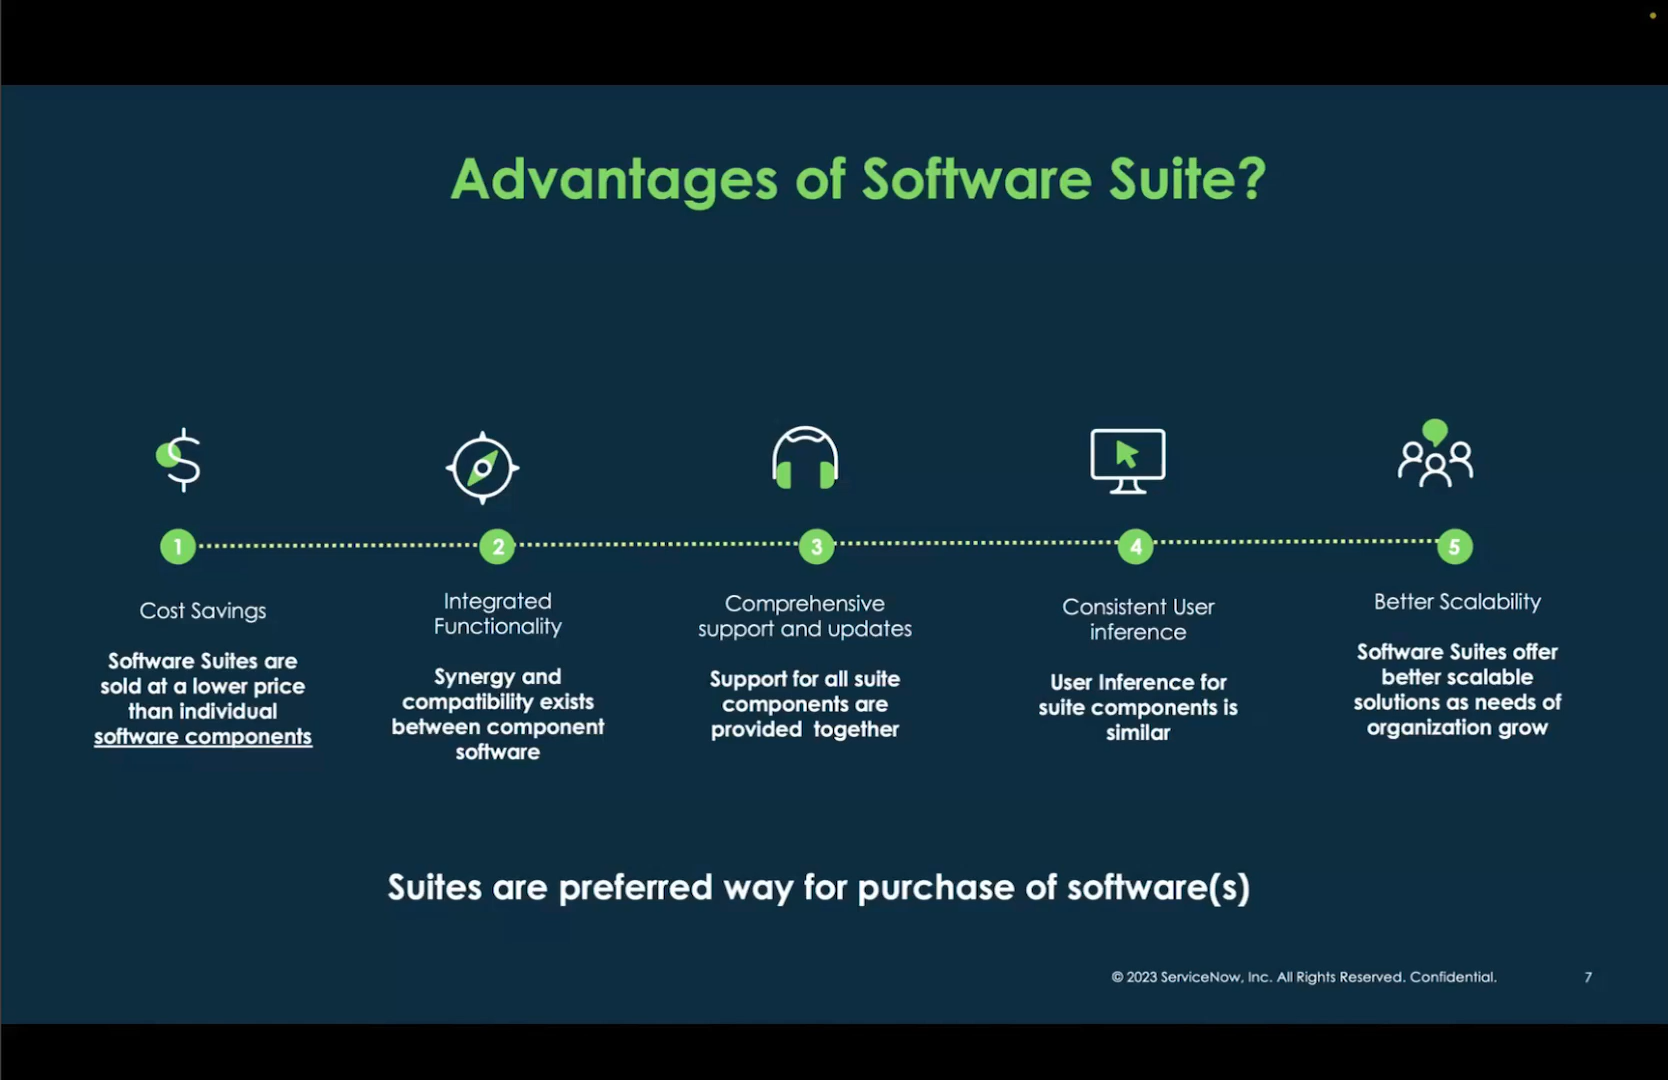 Advantages of Software Suite?
1
2
3
4
5
Cost Savings
Software Suites are
sold at a lower price
than individual
software components
Integrated
Functionality
Synergy and
compatibility exists
between component
software
Comprehensive
support and updates
Support for all suite
components are
provided together
Consistent User
inference
User Inference for
suite components is
similar
Better Scalability
Software Suites offer
better scalable
solutions as needs of
organization grow
Suites are preferred way for purchase of software(s)
© 2023 ServiceNow, Inc. All Rights Reserved. Confidential.
7